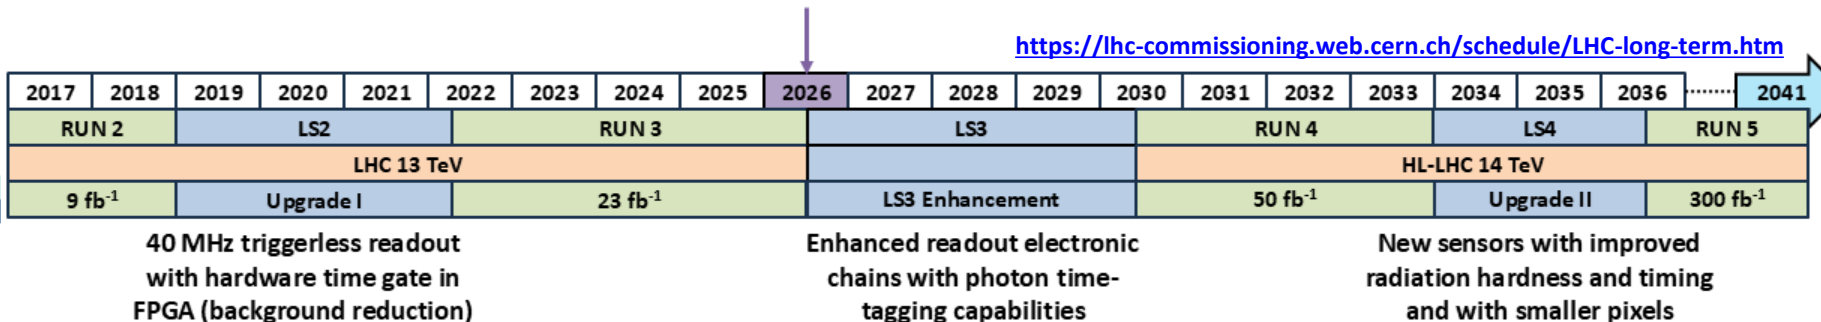 https://lhc-commissioning.web.cern.ch/schedule/LHC-long-term.htm
2017 2018 2019 2020 2021 2022 2023 2024 2025 2026 2027 2028 2029 2030 2031 2032 2033 2034 2035 2036 ........ 2041
RUN 2 LS2 RUN 3 LS3 RUN 4 LS4 RUN 5
LHC 13 TeV HL-LHC 14 TeV
9 fb⁻¹ Upgrade I 23 fb⁻¹ LS3 Enhancement 50 fb⁻¹ Upgrade II 300 fb⁻¹
40 MHz triggerless readout
with hardware time gate in
FPGA (background reduction)
Enhanced readout electronic
chains with photon time-
tagging capabilities
New sensors with improved
radiation hardness and timing
and with smaller pixels